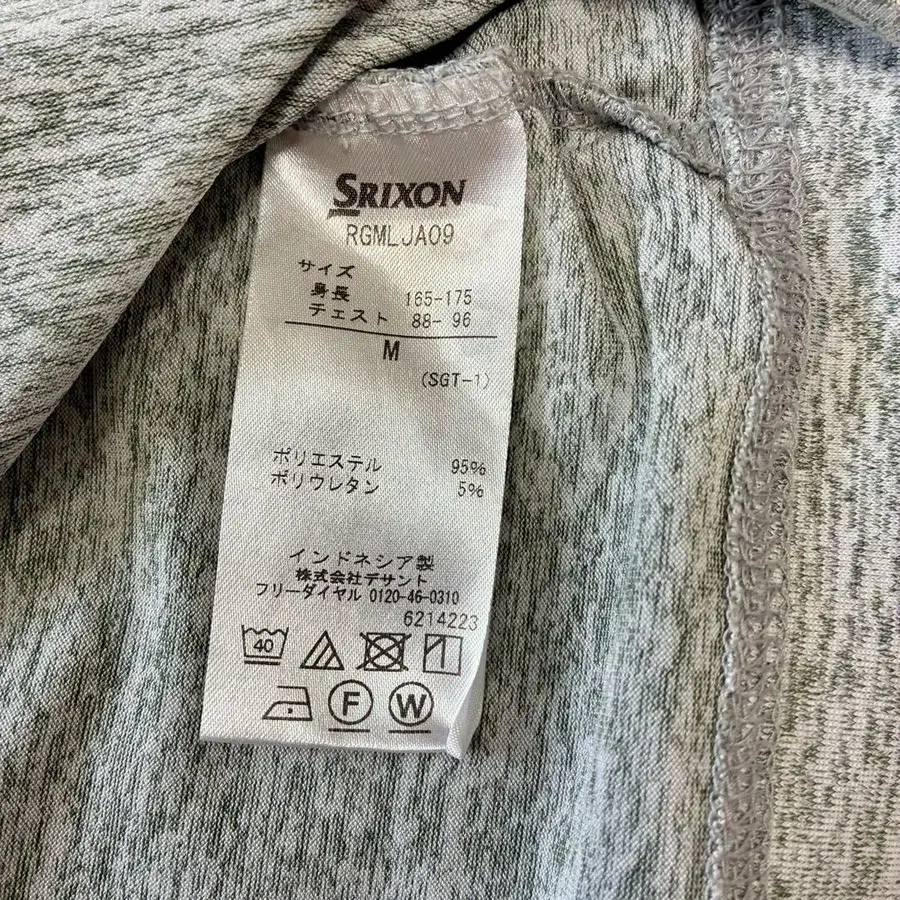 SRIXON
RGMLJA09
サイズ
身長 165-175
チェスト 88- 96
M
(SGT-1)
ポリエステル 95%
ポリウレタン 5%
インドネシア製
株式会社デサント
フリーダイヤル 0120-46-0310
6214223
40
F W